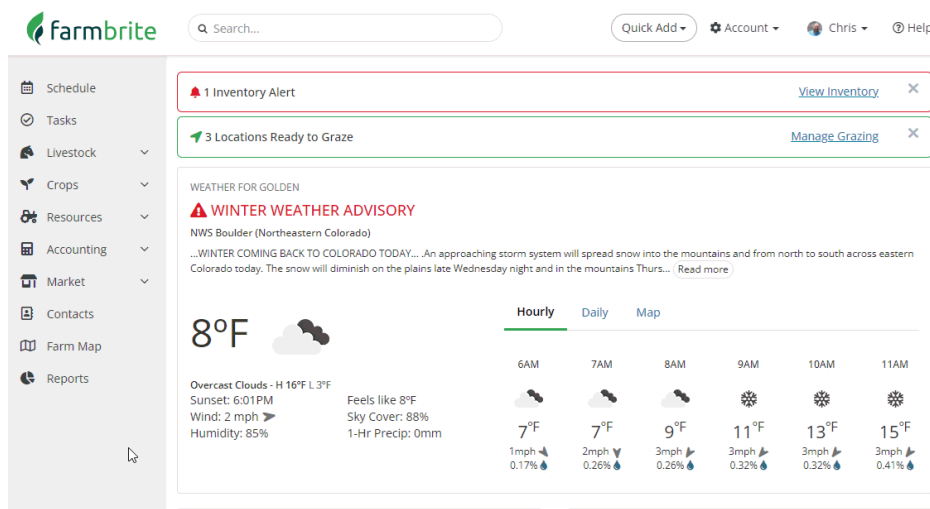 farmbrite
Search...
Quick Add
Account
Chris
Help
Schedule
Tasks
Livestock
Crops
Resources
Accounting
Market
Contacts
Farm Map
Reports
1 Inventory Alert
View Inventory
3 Locations Ready to Graze
Manage Grazing
WEATHER FOR GOLDEN
WINTER WEATHER ADVISORY
NWS Boulder (Northeastern Colorado)
...WINTER COMING BACK TO COLORADO TODAY... .An approaching storm system will spread snow into the mountains and from north to south across eastern
Colorado today. The snow will diminish on the plains late Wednesday night and in the mountains Thurs... Read more
8°F
Overcast Clouds - H 16°F L 3°F
Sunset: 6:01PM
Wind: 2 mph
Humidity: 85%
Feels like 8°F
Sky Cover: 88%
1-Hr Precip: 0mm
Hourly Daily Map
6AM 7AM 8AM 9AM 10AM 11AM
7°F 7°F 9°F 11°F 13°F 15°F
1mph 2mph 3mph 3mph 3mph 3mph
0.17% 0.26% 0.26% 0.32% 0.32% 0.41%